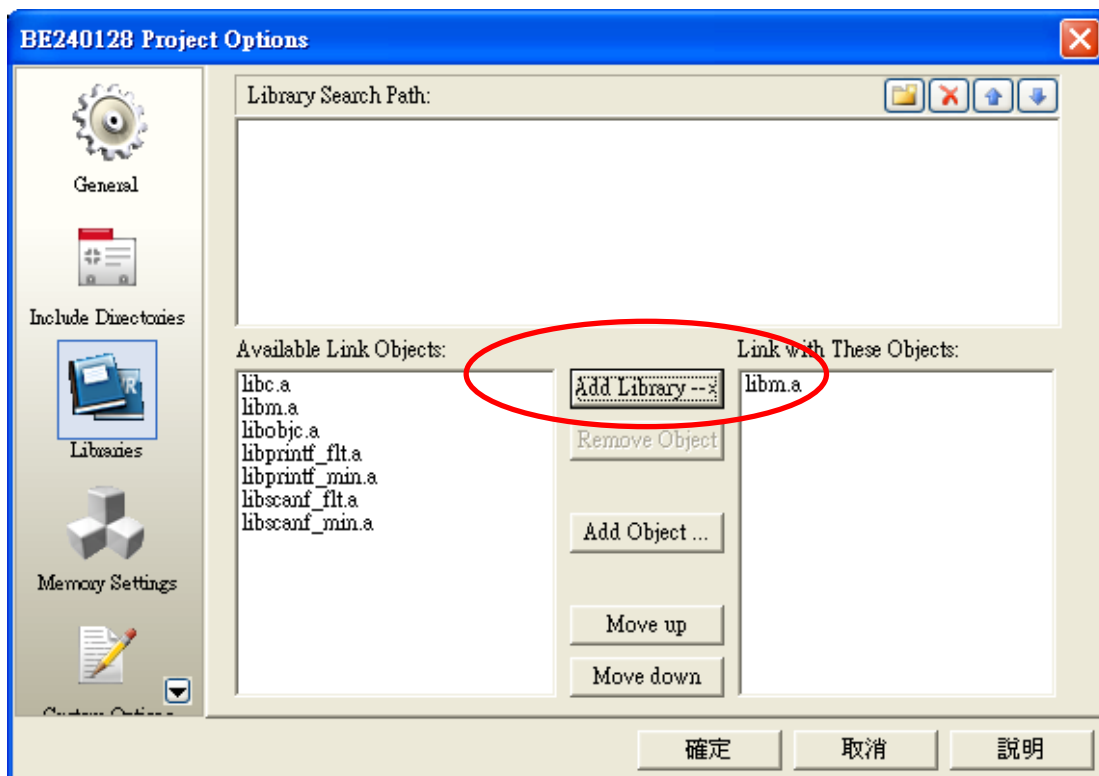 BE240128 Project Options
General
Include Directories
Libraries
Memory Settings
Custom Options
Library Search Path:
Available Link Objects:
libc.a
libm.a
libobjc.a
libprintf_flt.a
libprintf_min.a
libscanf_flt.a
libscanf_min.a
Add Library -->
Remove Object
Add Object ...
Move up
Move down
Link with These Objects:
libm.a
確定
取消
說明